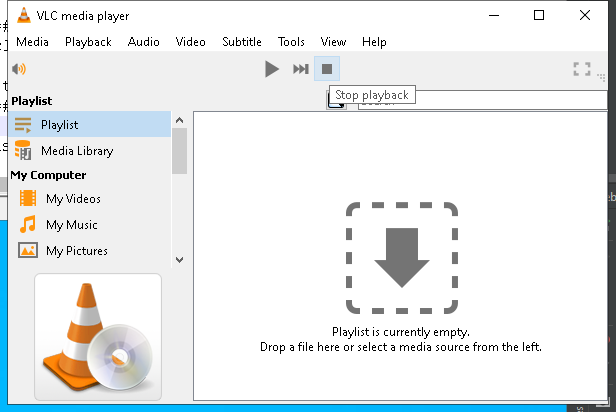 VLC media player
Media Playback Audio Video Subtitle Tools View Help
Stop playback
Playlist
Playlist
Media Library
My Computer
My Videos
My Music
My Pictures
Playlist is currently empty.
Drop a file here or select a media source from the left.